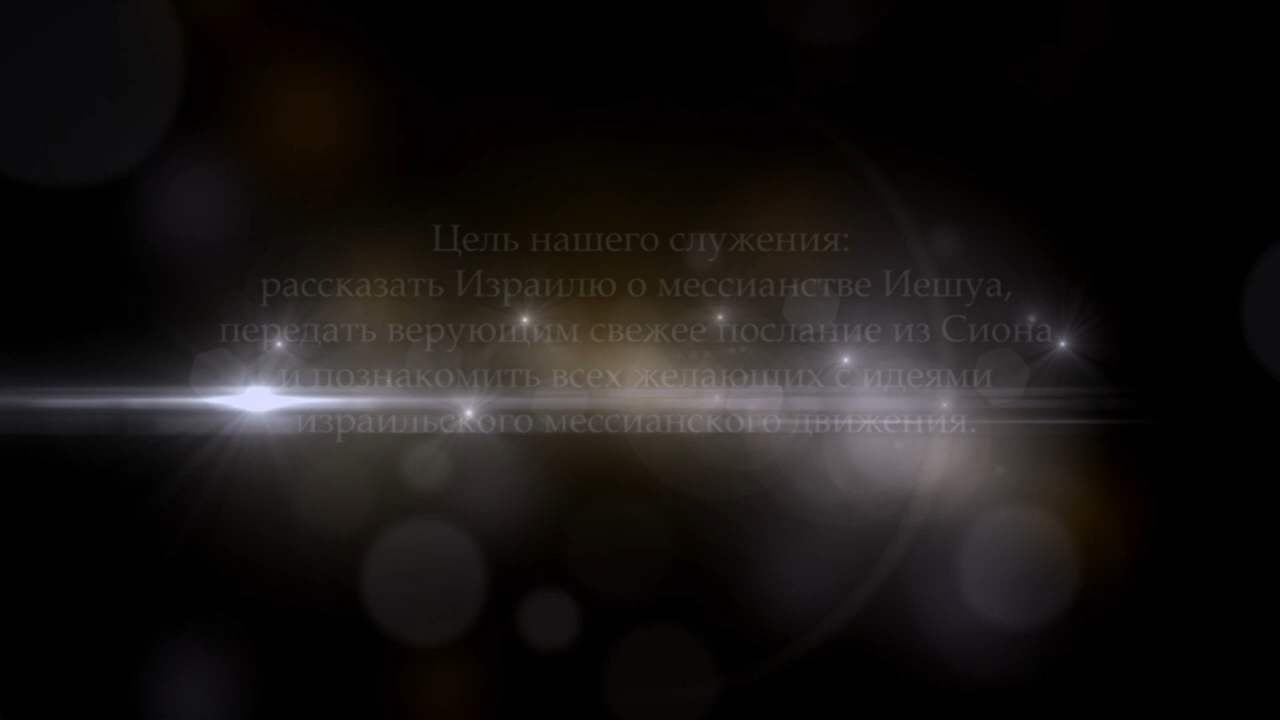 Цель нашего служения:
рассказать Израилю о мессианстве Иешуа,
передать верующим свежее послание из Сиона
и познакомить всех желающих с идеями
израильского мессианского движения.